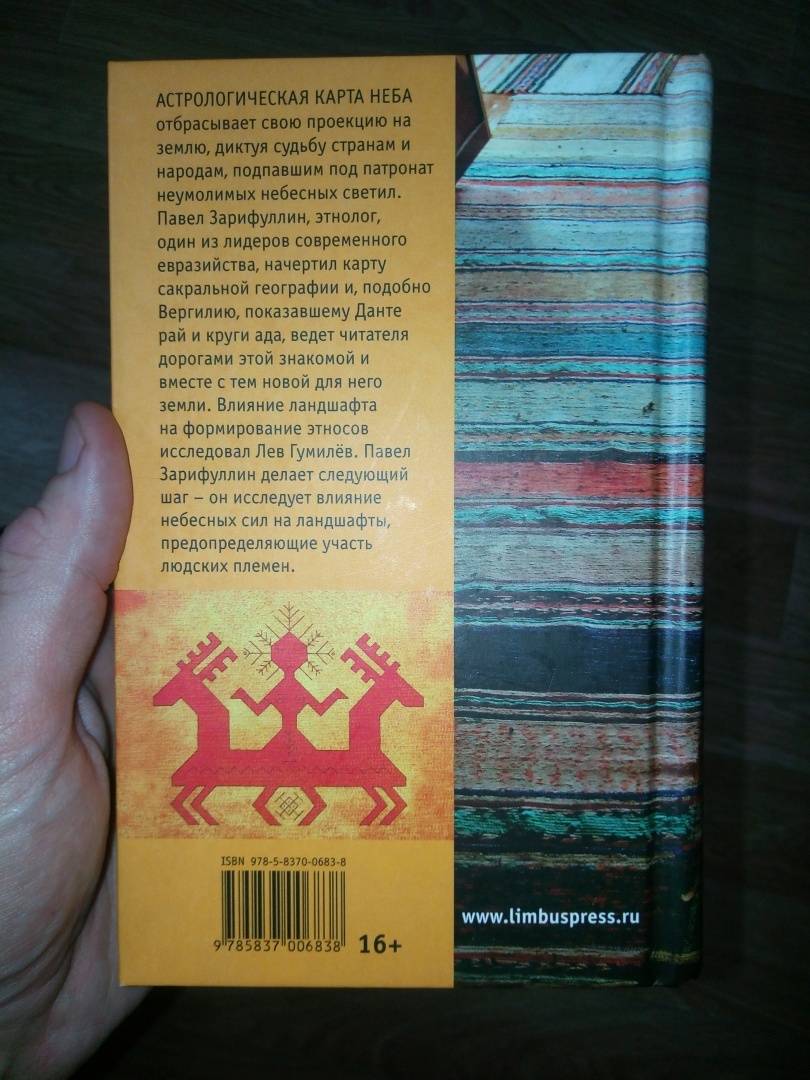 АСТРОЛОГИЧЕСКАЯ КАРТА НЕБА
отбрасывает свою проекцию на
землю, диктуя судьбу странам и
народам, подпавшим под патронат
неумолимых небесных светил.
Павел Зарифуллин, этнолог,
один из лидеров современного
евразийства, начертил карту
сакральной географии и, подобно
Вергилию, показавшему Данте
рай и круги ада, ведет читателя
дорогами этой знакомой и
вместе с тем новой для него
земли. Влияние ландшафта
на формирование этносов
исследовал Лев Гумилёв. Павел
Зарифуллин делает следующий
шаг – он исследует влияние
небесных сил на ландшафты,
предопределяющие участь
людских племен.
ISBN 978-5-8370-0683-8
9 785837 006838
16+
www.limbuspress.ru